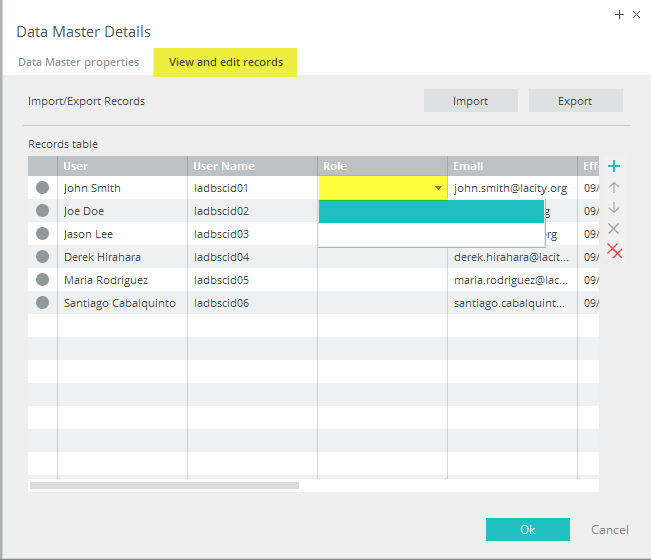 Data Master Details
Data Master properties View and edit records
Import/Export Records Import Export
Records table
User User Name Role Email Eff
John Smith ladbscid01 john.smith@lacity.org 09/
Joe Doe ladbscid02 g 09/
Jason Lee ladbscid03 org 09/
Derek Hirahara ladbscid04 derek.hirahara@lacit... 09/
Maria Rodriguez ladbscid05 maria.rodriguez@lac... 09/
Santiago Cabalquinto ladbscid06 santiago.cabalquint... 09/
Ok Cancel